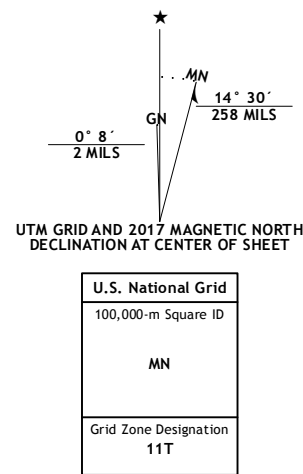 ★
MN
GN
14° 30´
258 MILS
0° 8´
2 MILS
UTM GRID AND 2017 MAGNETIC NORTH
DECLINATION AT CENTER OF SHEET
U.S. National Grid
100,000-m Square ID
MN
Grid Zone Designation
11T